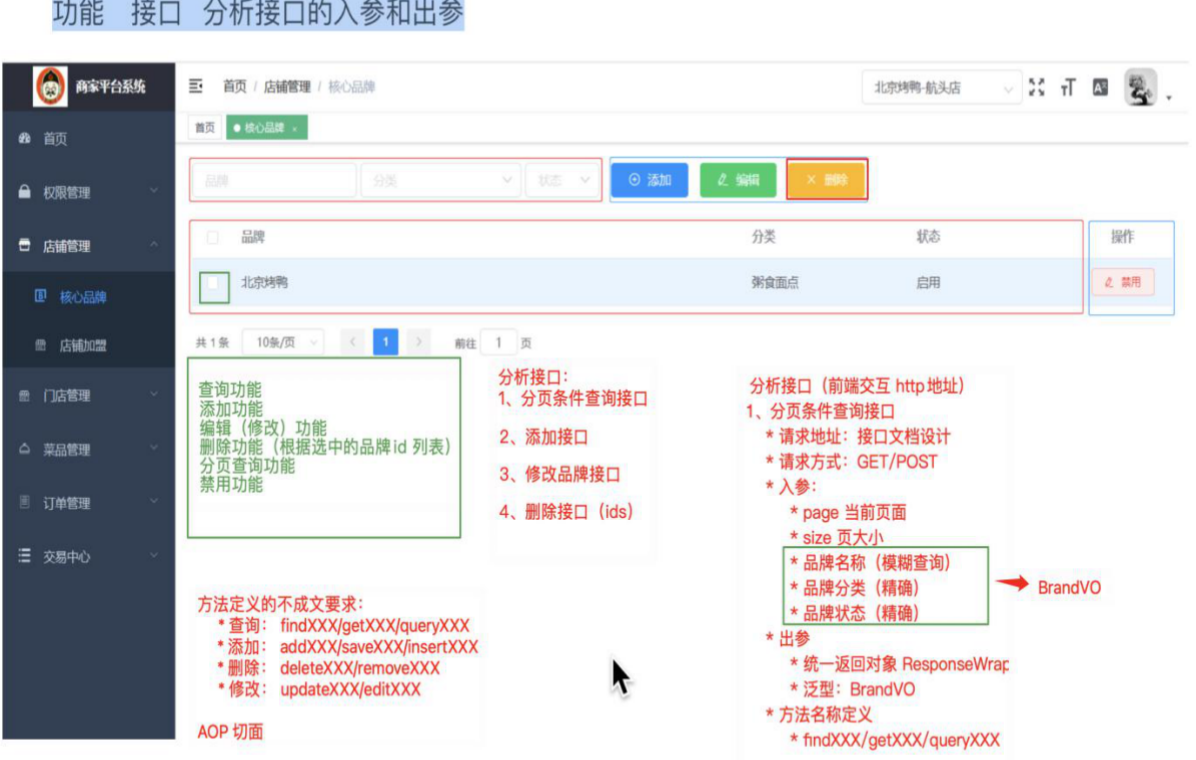 功能 接口 分析接口的入参和出参
商家平台系统
首页 / 店铺管理 / 核心品牌
北京烤鸭-航头店
首页
核心品牌 ×
首页
权限管理
店铺管理
核心品牌
店铺加盟
门店管理
菜品管理
订单管理
交易中心
品牌
分类
状态
添加
编辑
删除
品牌 分类 状态 操作
北京烤鸭 粥食面点 启用 禁用
共 1 条 10条/页 < 1 > 前往 1 页
查询功能
添加功能
编辑（修改）功能
删除功能（根据选中的品牌id 列表）
分页查询功能
禁用功能
分析接口：
1、分页条件查询接口
2、添加接口
3、修改品牌接口
4、删除接口（ids）
分析接口（前端交互 http 地址）
1、分页条件查询接口
* 请求地址：接口文档设计
* 请求方式：GET/POST
* 入参：
* page 当前页面
* size 页大小
* 品牌名称（模糊查询）
* 品牌分类（精确）
* 品牌状态（精确）
BrandVO
* 出参
* 统一返回对象 ResponseWrap
* 泛型：BrandVO
* 方法名称定义
* findXXX/getXXX/queryXXX
方法定义的不成文要求：
* 查询： findXXX/getXXX/queryXXX
* 添加： addXXX/saveXXX/insertXXX
* 删除： deleteXXX/removeXXX
* 修改： updateXXX/editXXX
AOP 切面